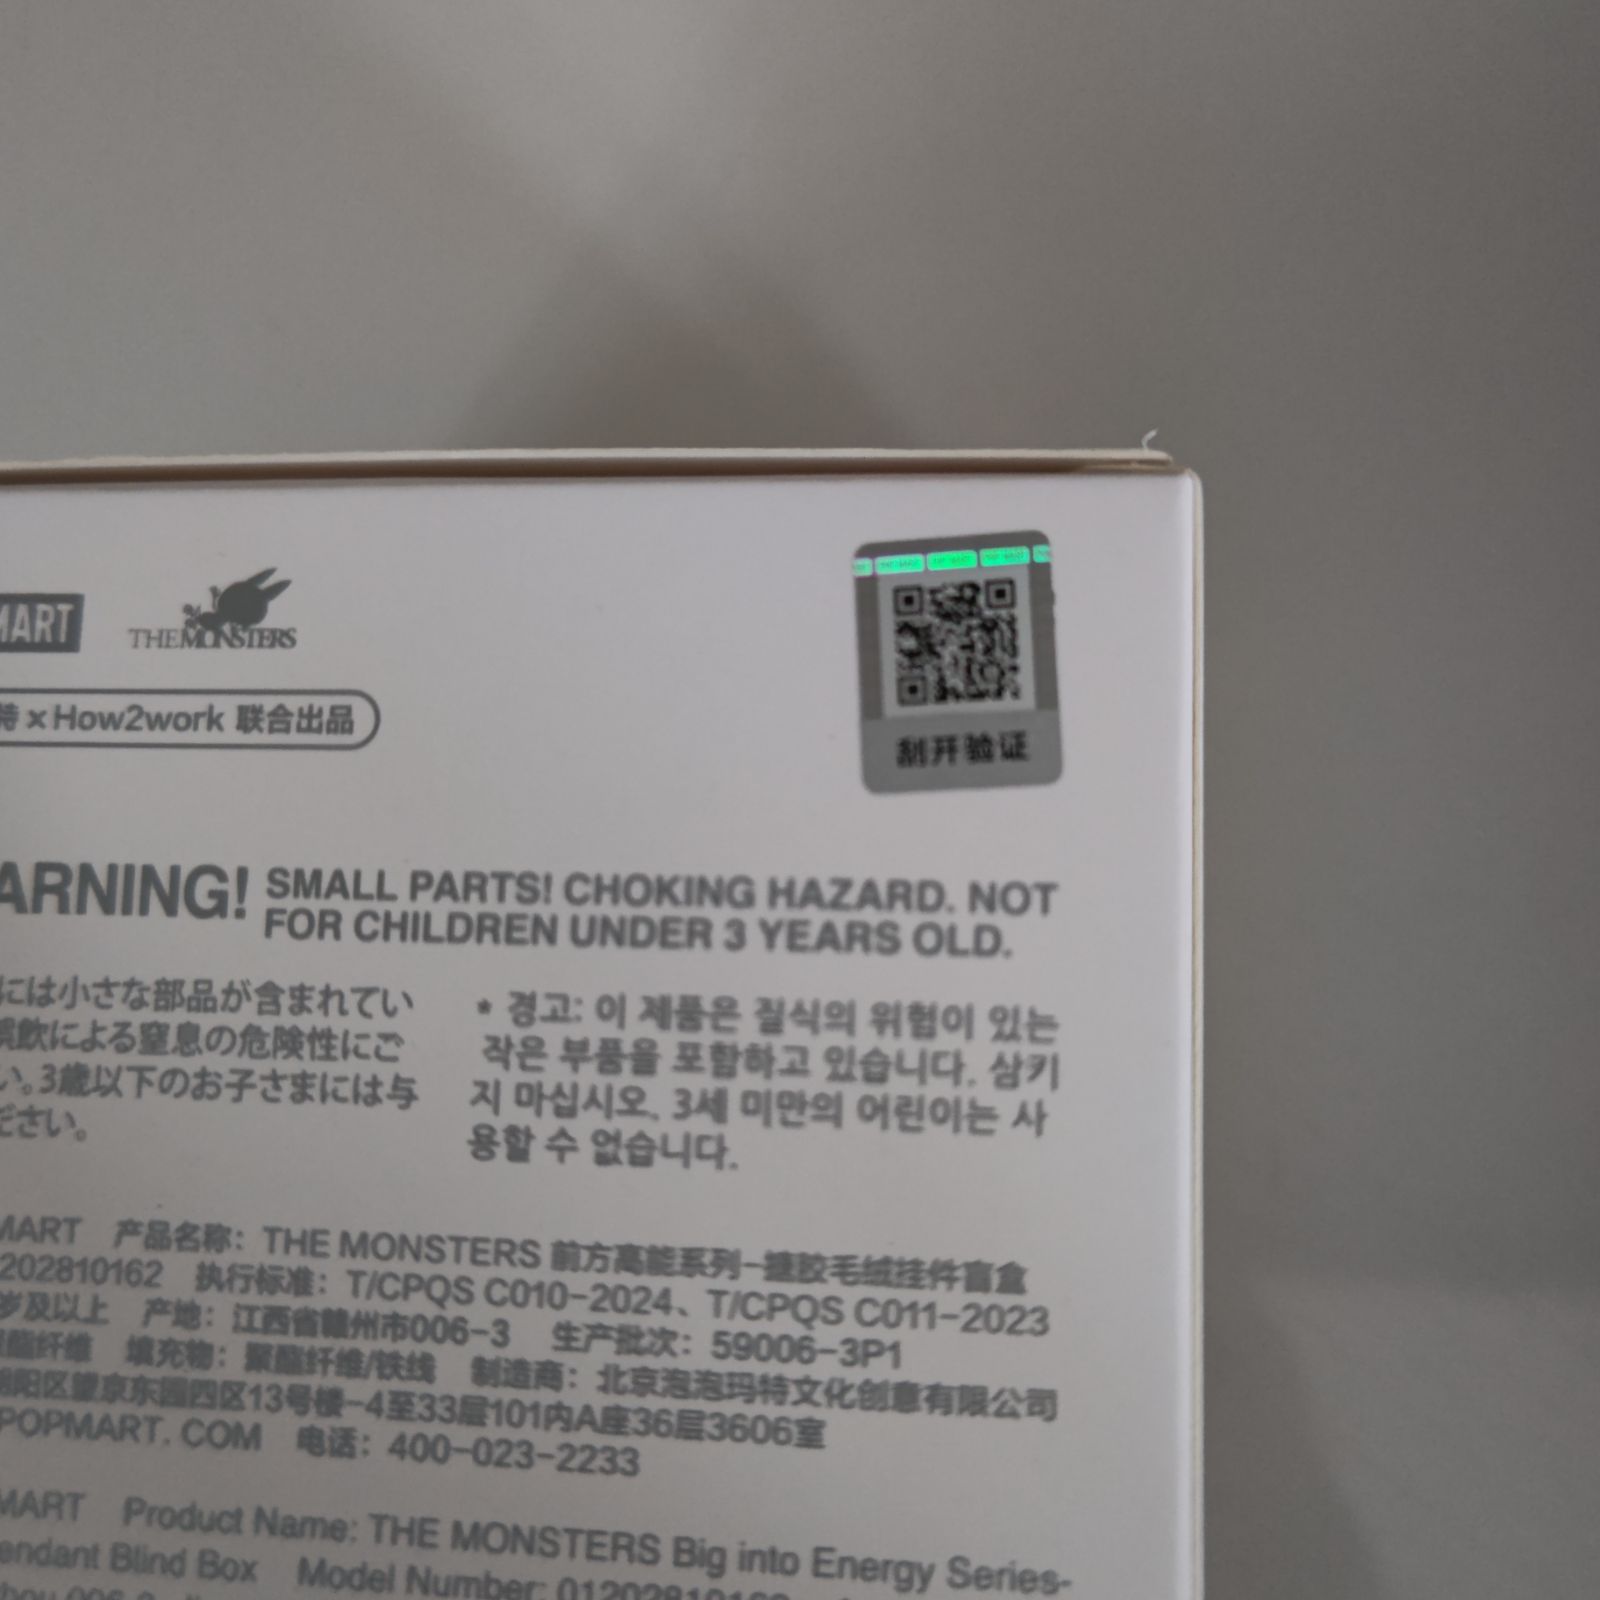 MART THE MONSTERS
特 x How2work 联合出品
刮开验证
ARNING! SMALL PARTS! CHOKING HAZARD. NOT
FOR CHILDREN UNDER 3 YEARS OLD.
には小さな部品が含まれてい
誤飲による窒息の危険性にご
い。3歳以下のお子さまには与
ださい。
* 경고: 이 제품은 질식의 위험이 있는
작은 부품을 포함하고 있습니다. 삼키
지 마십시오. 3세 미만의 어린이는 사
용할 수 없습니다.
MART 产品名称：THE MONSTERS 前方高能系列-搪胶毛绒挂件盲盒
202810162 执行标准：T/CPQS C010-2024、T/CPQS C011-2023
岁及以上 产地：江西省赣州市006-3 生产批次：59006-3P1
聚酯纤维 填充物：聚酯纤维/铁线 制造商：北京泡泡玛特文化创意有限公司
朝阳区望京东园四区13号楼-4至33层101内A座36层3606室
POPMART.COM 电话：400-023-2233
MART Product Name: THE MONSTERS Big into Energy Series-
endant Blind Box Model Number: